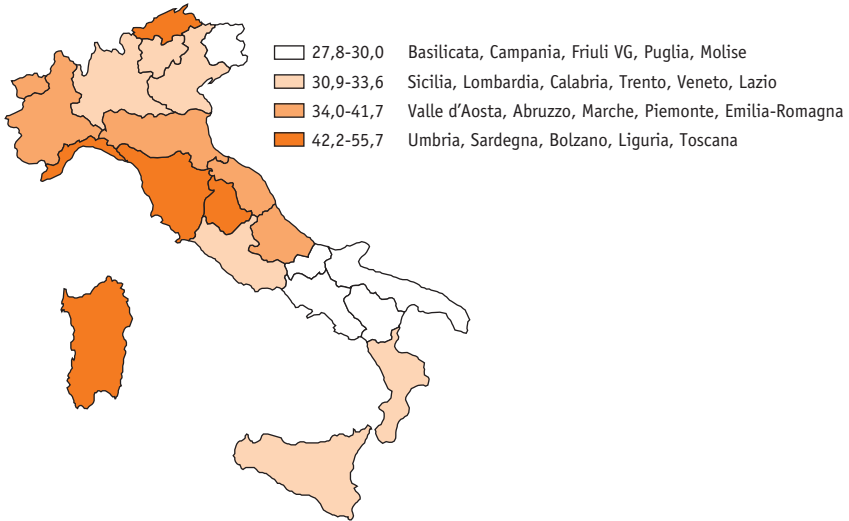 27,8-30,0 Basilicata, Campania, Friuli VG, Puglia, Molise
30,9-33,6 Sicilia, Lombardia, Calabria, Trento, Veneto, Lazio
34,0-41,7 Valle d'Aosta, Abruzzo, Marche, Piemonte, Emilia-Romagna
42,2-55,7 Umbria, Sardegna, Bolzano, Liguria, Toscana